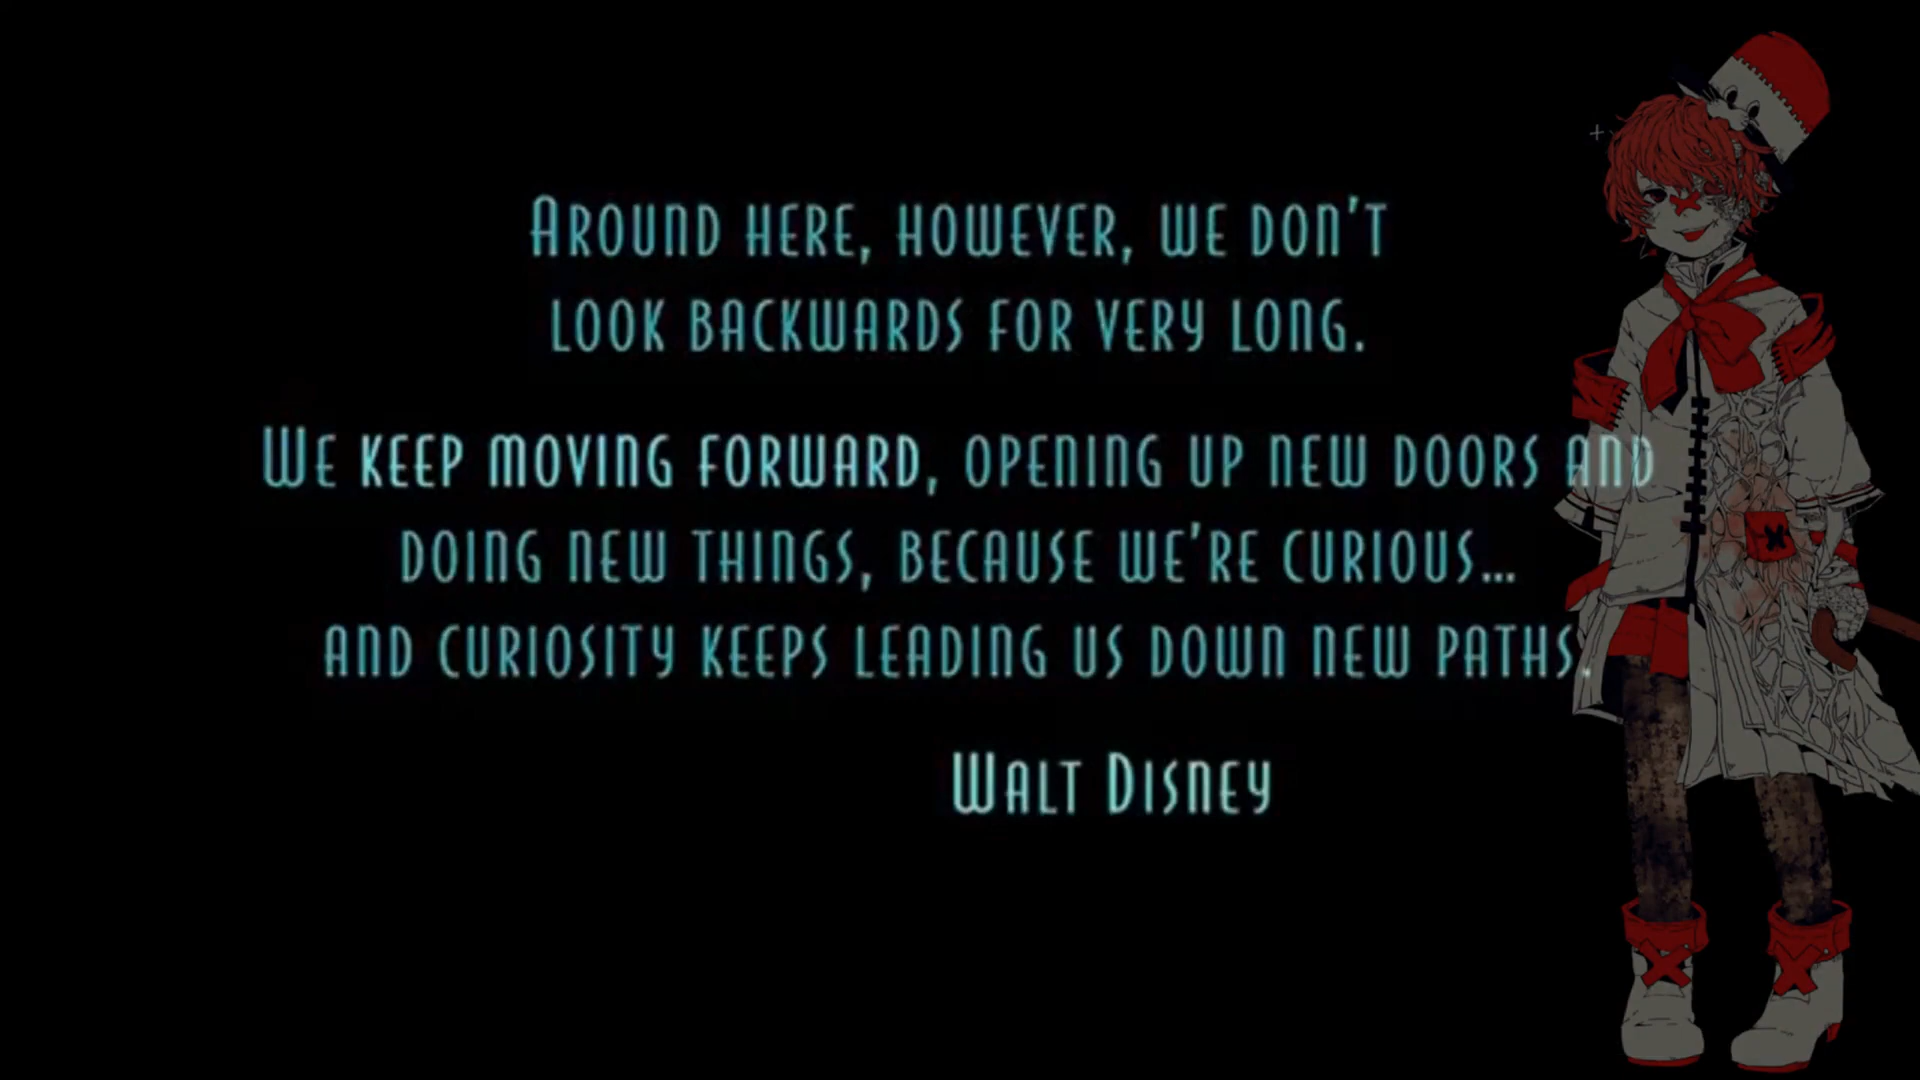 Around here, however, we don't
look backwards for very long.
We keep moving forward, opening up new doors and
doing new things, because we're curious...
and curiosity keeps leading us down new paths.
Walt Disney